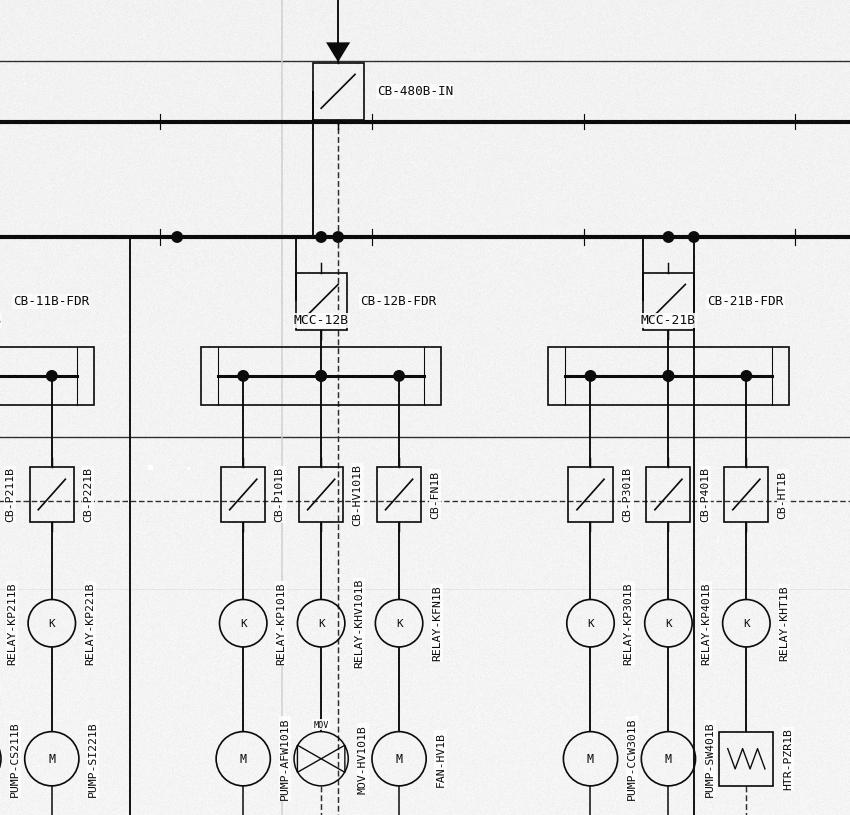 CB-480B-IN
CB-11B-FDR
CB-12B-FDR
CB-21B-FDR
MCC-12B
MCC-21B
CB-P211B
CB-P221B
CB-P101B
CB-HV101B
CB-FN1B
CB-P301B
CB-P401B
CB-HT1B
RELAY-KP211B
K
RELAY-KP221B
K
RELAY-KP101B
K
RELAY-KHV101B
K
RELAY-KFN1B
K
RELAY-KP301B
K
RELAY-KP401B
K
RELAY-KHT1B
MOV
PUMP-CS211B
M
PUMP-SI221B
M
PUMP-AFW101B
MOV-HV101B
M
FAN-HV1B
M
PUMP-CCW301B
M
PUMP-SW401B
HTR-PZR1B